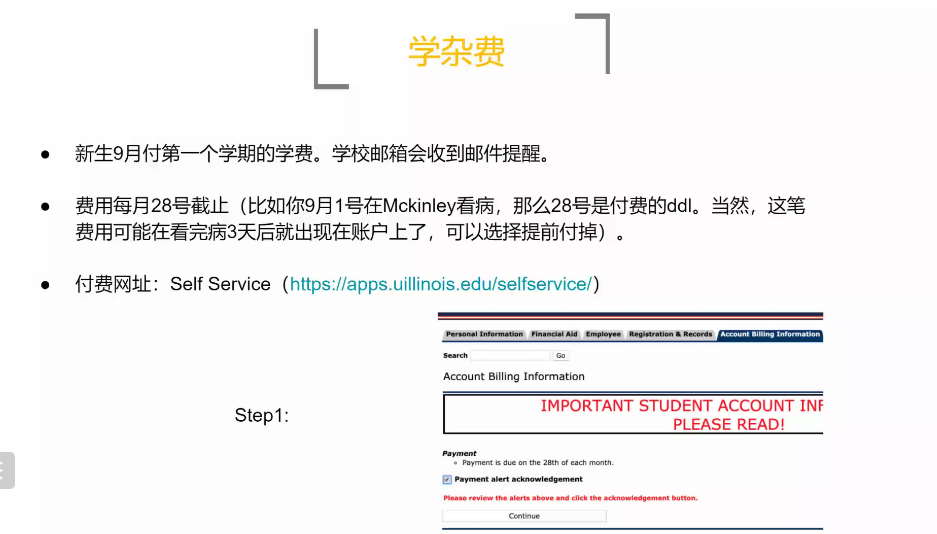 学杂费
● 新生9月付第一个学期的学费。学校邮箱会收到邮件提醒。
● 费用每月28号截止（比如你9月1号在Mckinley看病，那么28号是付费的ddl。当然，这笔
费用可能在看完病3天后就出现在账户上了，可以选择提前付掉）。
● 付费网址：Self Service（https://apps.uillinois.edu/selfservice/）
Step1:
Personal Information Financial Aid Employee Registration & Records Account Billing Information
Search Go
Account Billing Information
IMPORTANT STUDENT ACCOUNT INF
PLEASE READ!
Payment
Payment is due on the 28th of each month.
Payment alert acknowledgement
Please review the alerts above and click the acknowledgement button.
Continue